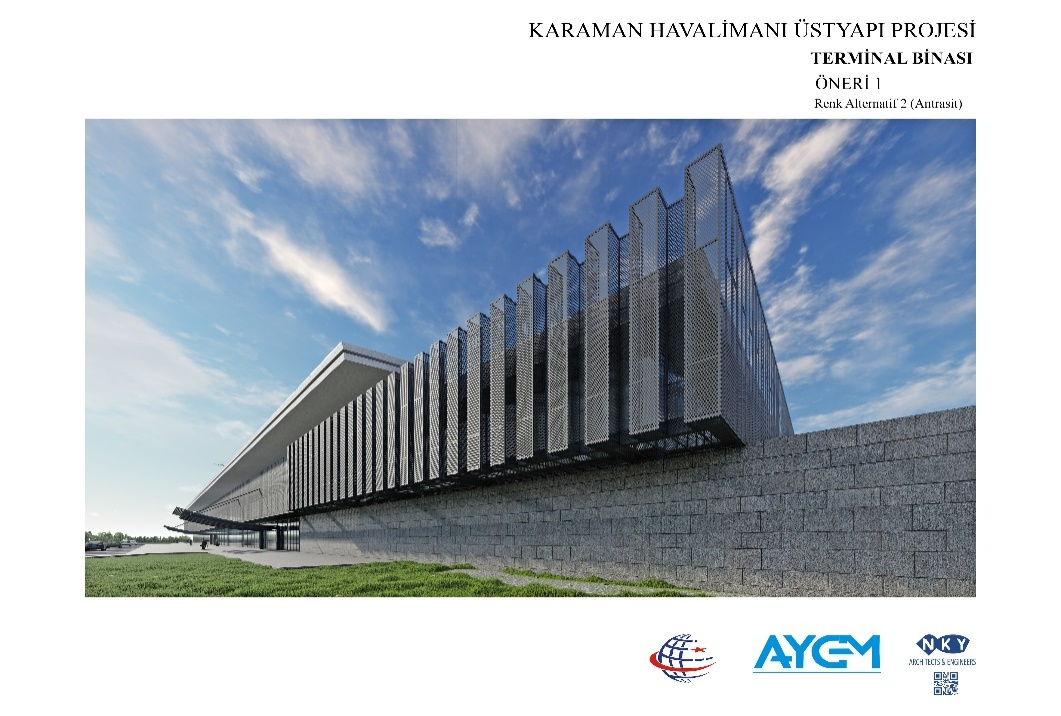 KARAMAN HAVALİMANI ÜSTYAPI PROJESİ
TERMİNAL BİNASI
ÖNERİ 1
Renk Alternatif 2 (Antrasit)
AYGM
NKY
ARCHITECTS & ENGINEERS